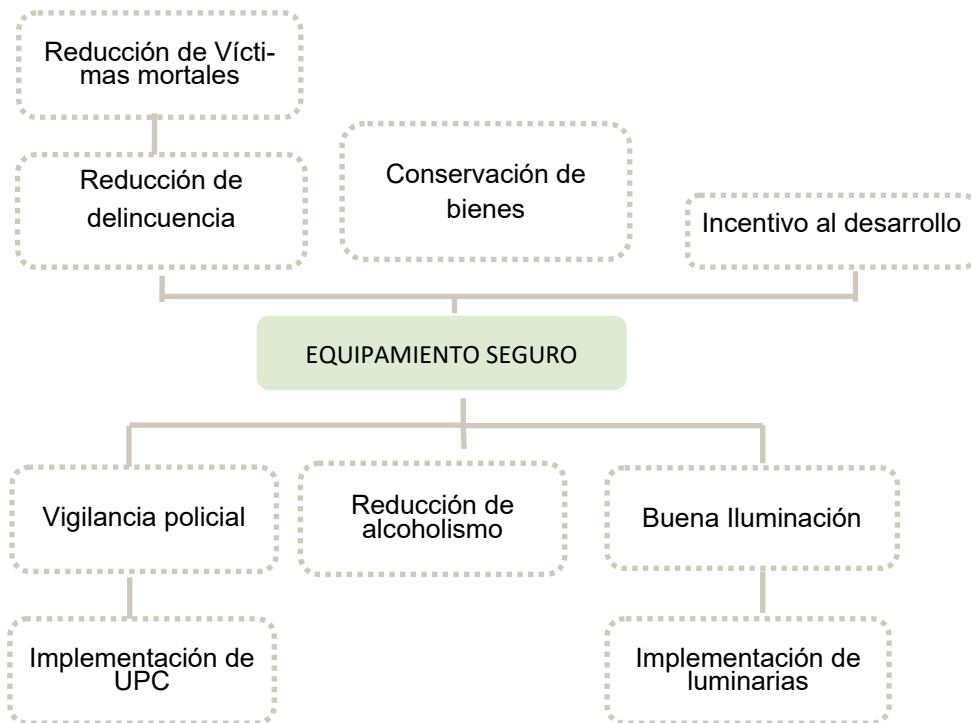 Reducción de Vícti-
mas mortales
Reducción de
delincuencia
Conservación de
bienes
Incentivo al desarrollo
EQUIPAMIENTO SEGURO
Vigilancia policial
Reducción de
alcoholismo
Buena Iluminación
Implementación de
UPC
Implementación de
luminarias